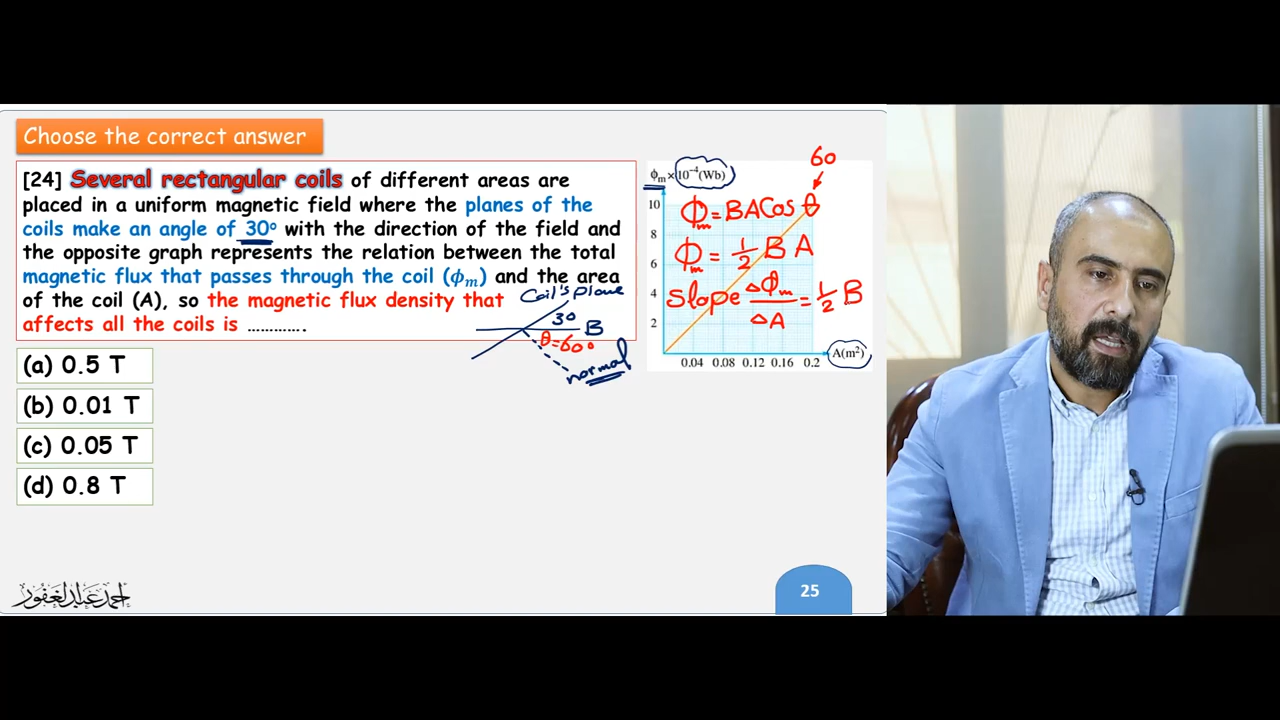 Choose the correct answer
[24] Several rectangular coils of different areas are
placed in a uniform magnetic field where the planes of the
coils make an angle of 30° with the direction of the field and
the opposite graph represents the relation between the total
magnetic flux that passes through the coil (ϕm) and the area
of the coil (A), so the magnetic flux density that
affects all the coils is ………….
Coil's plane
30
B
θ=60°
normal
(a) 0.5 T
(b) 0.01 T
(c) 0.05 T
(d) 0.8 T
60
ϕm×10⁻⁴(Wb)
10
8
6
4
2
Φm = BA Cos θ
Φm = 1/2 B A
Slope ΔΦm/ΔA = 1/2 B
0.04 0.08 0.12 0.16 0.2
A(m²)
احمد عبد الغفور
25